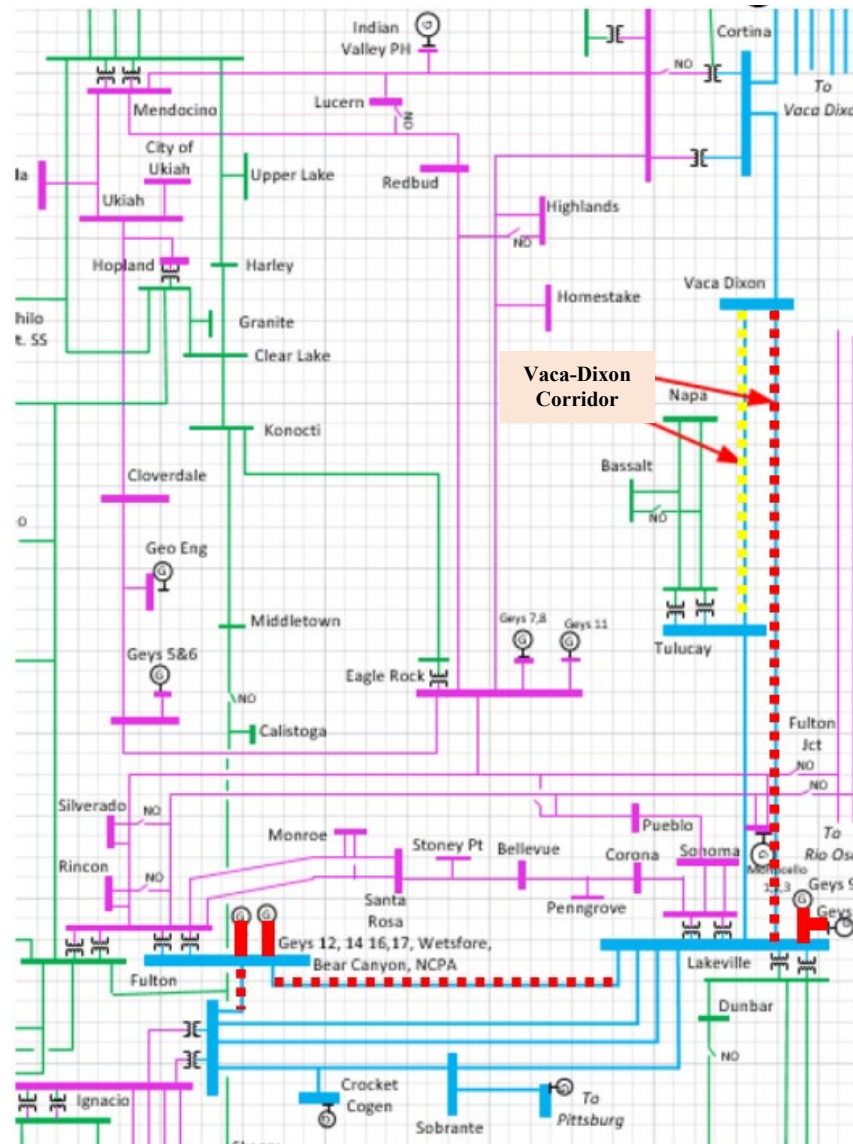 Indian
Valley PH
G
Cortina
NO
To
Mendocino
Lucern
NO
City of
Ukiah
Upper Lake
Redbud
Ukiah
Highlands
NO
Hopland
Harley
Vaca Dixon
Homestake
Granite
Clear Lake
Vaca-Dixon
Corridor
Napa
Konocti
Bassalt
NO
Cloverdale
Geo Eng
G
Middletown
Geys 7,8
Geys 11
G
G
Tulucay
Geys 5&6
G
Eagle Rock
NO
Calistoga
Fulton
Jct
NO
NO
Silverado
NO
Pueblo
To
Monroe
Stoney Pt
Bellevue
Corona
Sonoma
G
Rincon
NO
Santa
Rosa
Penngrove
G
G
G
G
Geys 12, 14 16,17, Wetsfore,
Bear Canyon, NCPA
Fulton
Lakeville
Dunbar
NO
Crocket
Cogen
G
Ignacio
Sobrante
G
To
Pittsburg